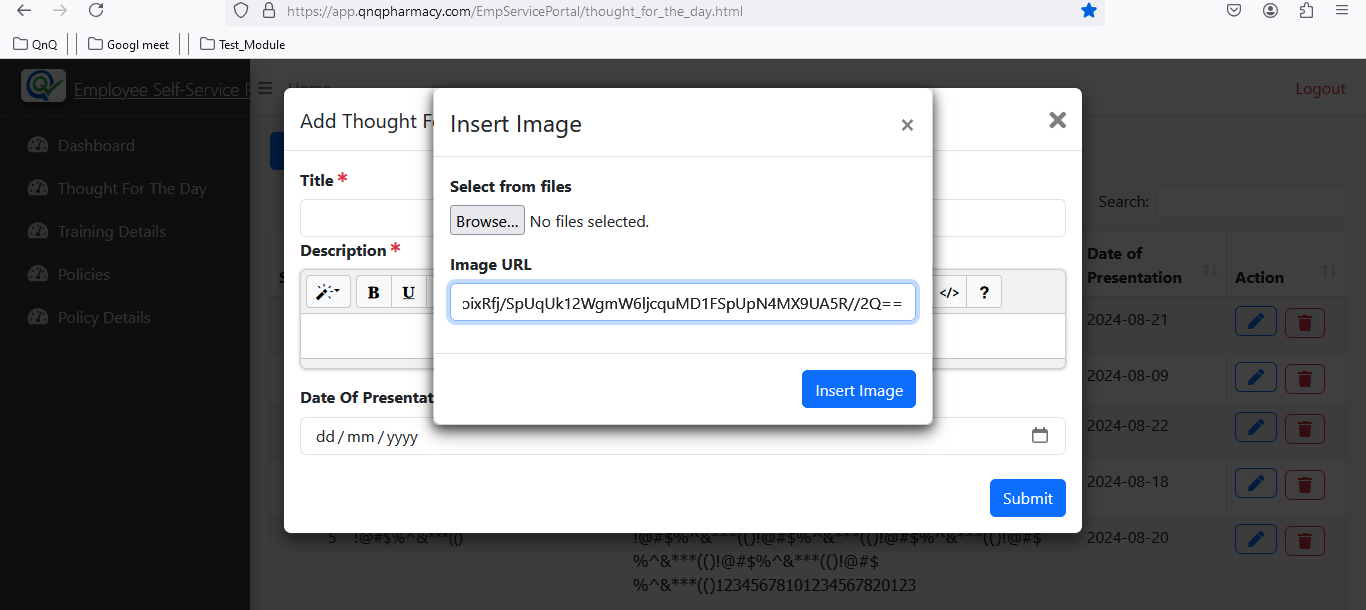 https://app.qnqpharmacy.com/EmpServicePortal/thought_for_the_day.html
QnQ
Googl meet
Test_Module
Employee Self-Service
Home
Logout
Dashboard
Thought For The Day
Training Details
Policies
Policy Details
Add Thought
Insert Image
×
Select from files
Browse...
No files selected.
Image URL
oixRfj/SpUqUk12WgmW6ljcquMD1FSpUpN4MX9UA5R//2Q==
Insert Image
Title *
Description *
B
U
</>
?
Date Of Presentat
dd / mm / yyyy
Submit
Search:
Date of
Presentation
Action
2024-08-21
2024-08-09
2024-08-22
2024-08-18
5
!@#$%^&***(()
!@#$%^&***(()!@#$%^&***(()!@#$%^&***(()!@#$
%^&***(()!@#$%^&***(()!@#$
%^&***(()12345678101234567820123
2024-08-20